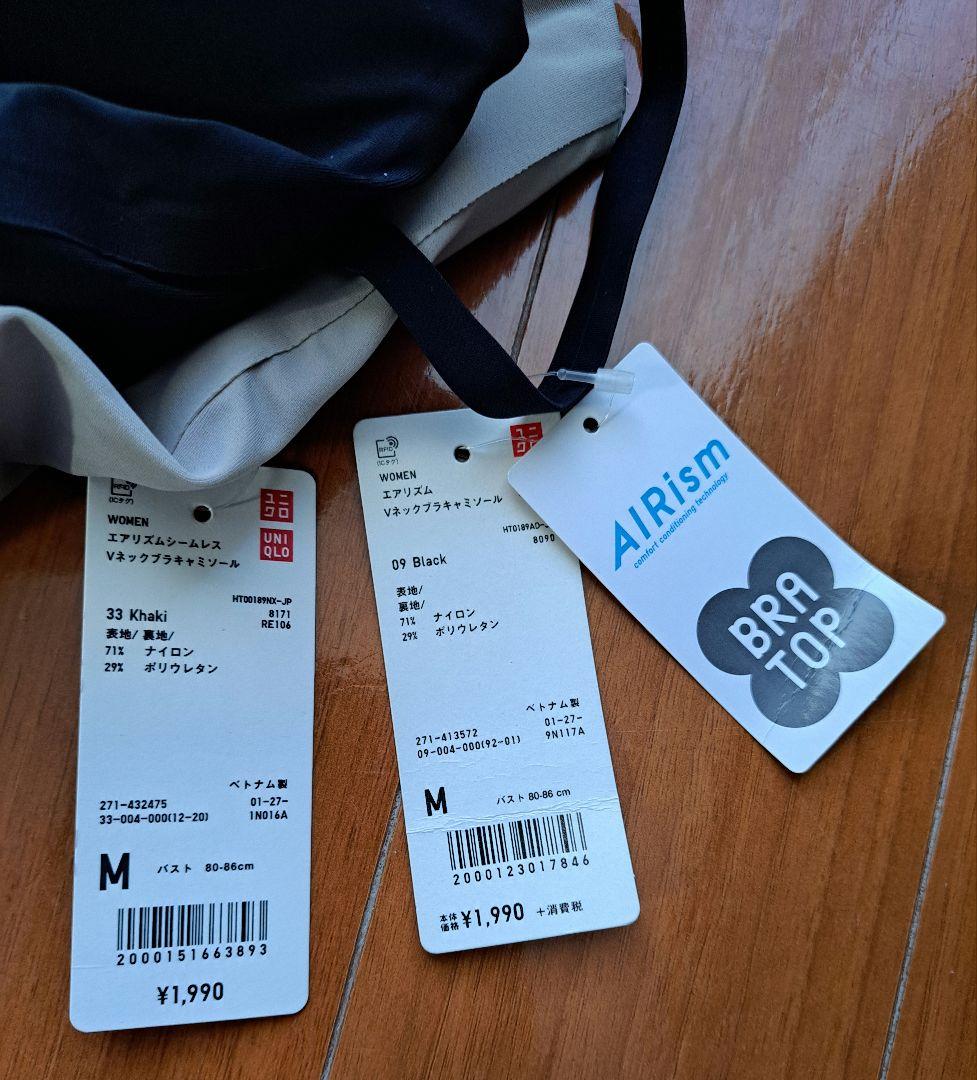 RFID
(ICタグ)
ユニ
クロ
UNI
QLO
WOMEN
エアリズムシームレス
Vネックブラキャミソール
HT00189NX-JP
33 Khaki
8171
RE106
表地/ 裏地/
71% ナイロン
29% ポリウレタン
ベトナム製
271-432475 01-27-
33-004-000(12-20) 1N016A
M バスト 80-86cm
2000151663893
¥1,990
RFID
(ICタグ)
ユニ
クロ
WOMEN
エアリズム
Vネックブラキャミソール
HT0189AO-
8090
09 Black
表地/
裏地/
71% ナイロン
29% ポリウレタン
ベトナム製
271-413572 01-27-
09-004-000(92-01) 9N117A
M バスト 80-86 cm
2000123017846
本体
価格 ¥1,990 +消費税
AIRism
comfort conditioning technology
BRA
TOP